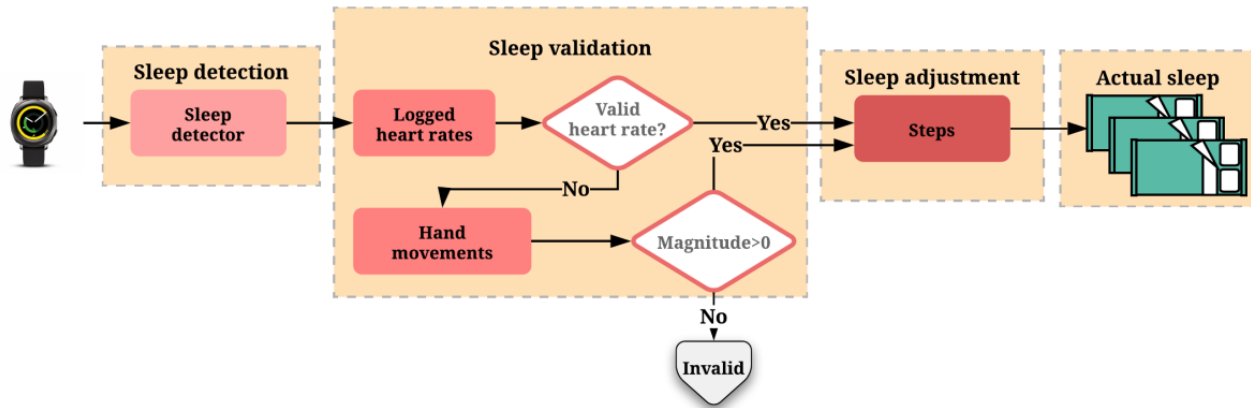 Sleep detection
Sleep
detector
Sleep validation
Logged
heart rates
Valid
heart rate?
Yes
No
Hand
movements
Magnitude>0
Yes
No
Invalid
Sleep adjustment
Steps
Actual sleep